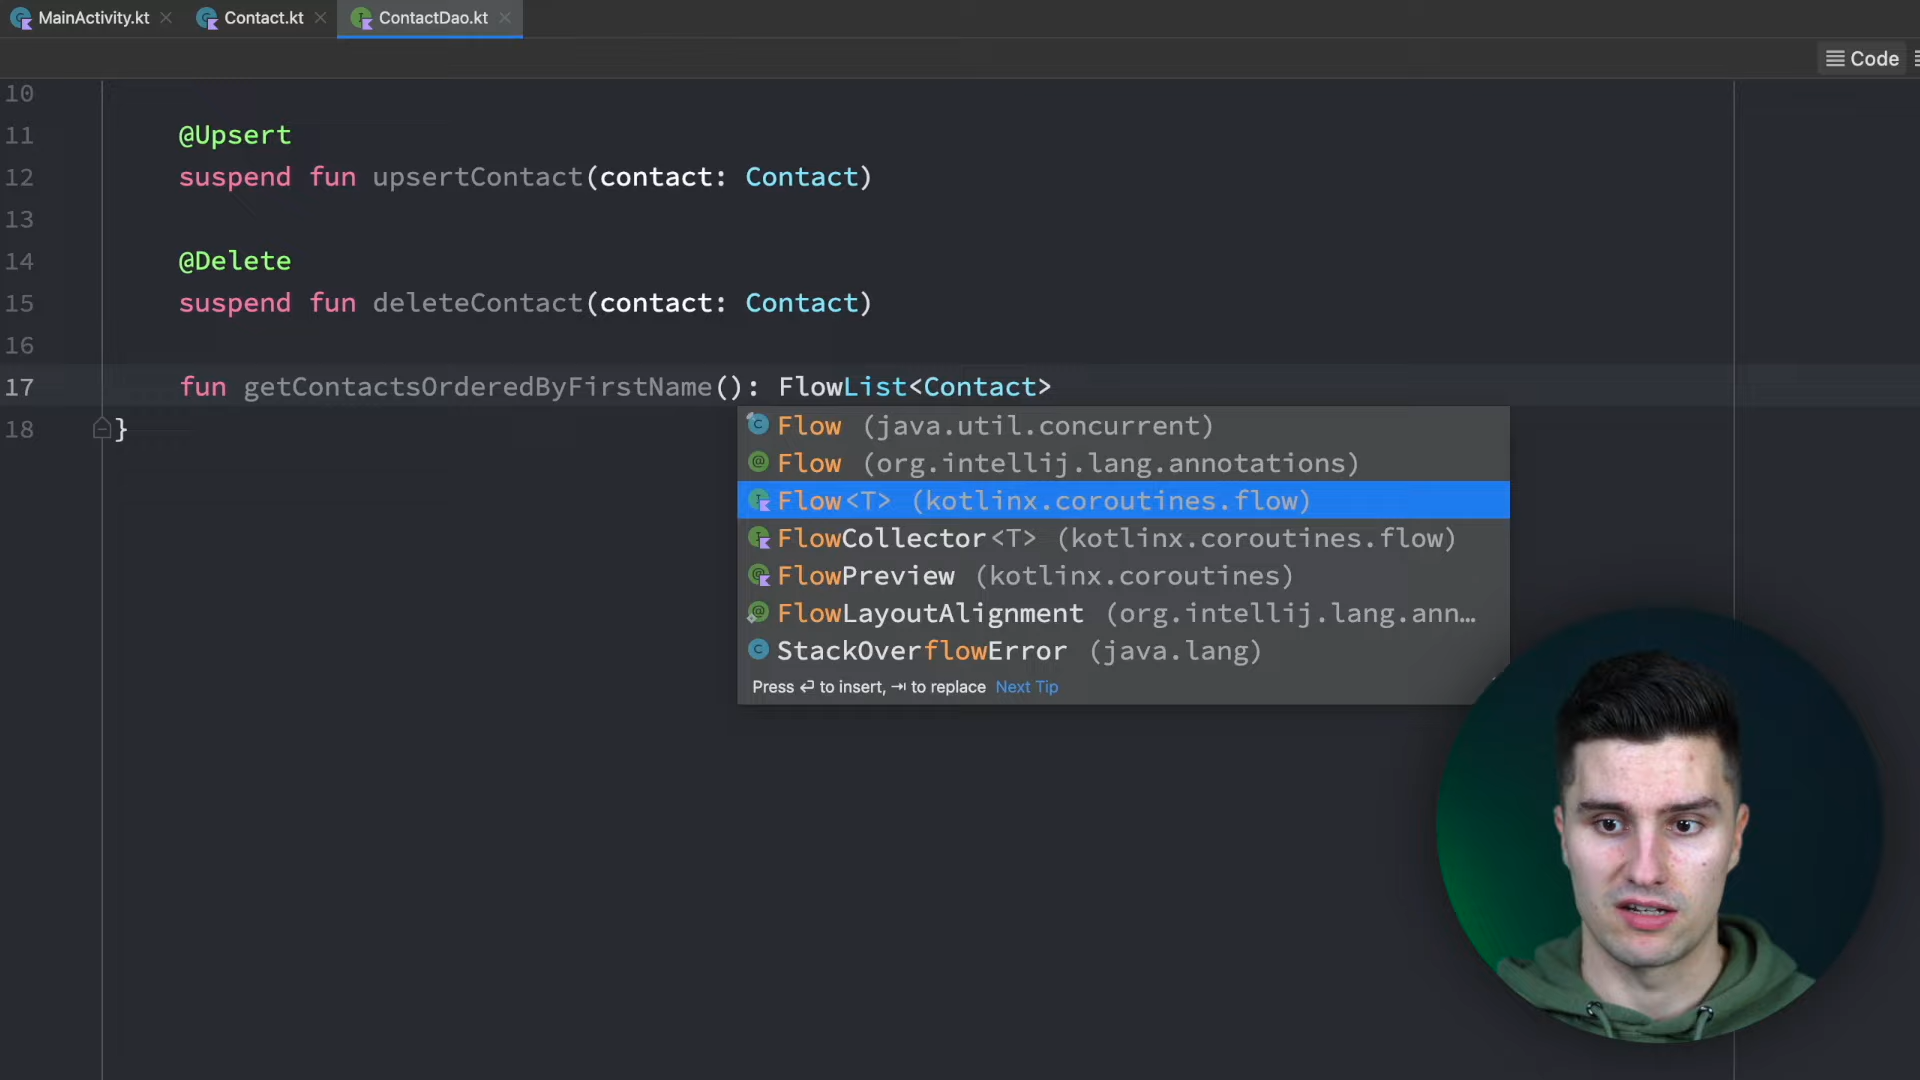 MainActivity.kt
Contact.kt
ContactDao.kt
Code
10
11 @Upsert
12 suspend fun upsertContact(contact: Contact)
13
14 @Delete
15 suspend fun deleteContact(contact: Contact)
16
17 fun getContactsOrderedByFirstName(): FlowList<Contact>
18 }
Flow (java.util.concurrent)
Flow (org.intellij.lang.annotations)
Flow<T> (kotlinx.coroutines.flow)
FlowCollector<T> (kotlinx.coroutines.flow)
FlowPreview (kotlinx.coroutines)
FlowLayoutAlignment (org.intellij.lang.ann…
StackOverflowError (java.lang)
Press ↵ to insert, ⇥ to replace Next Tip